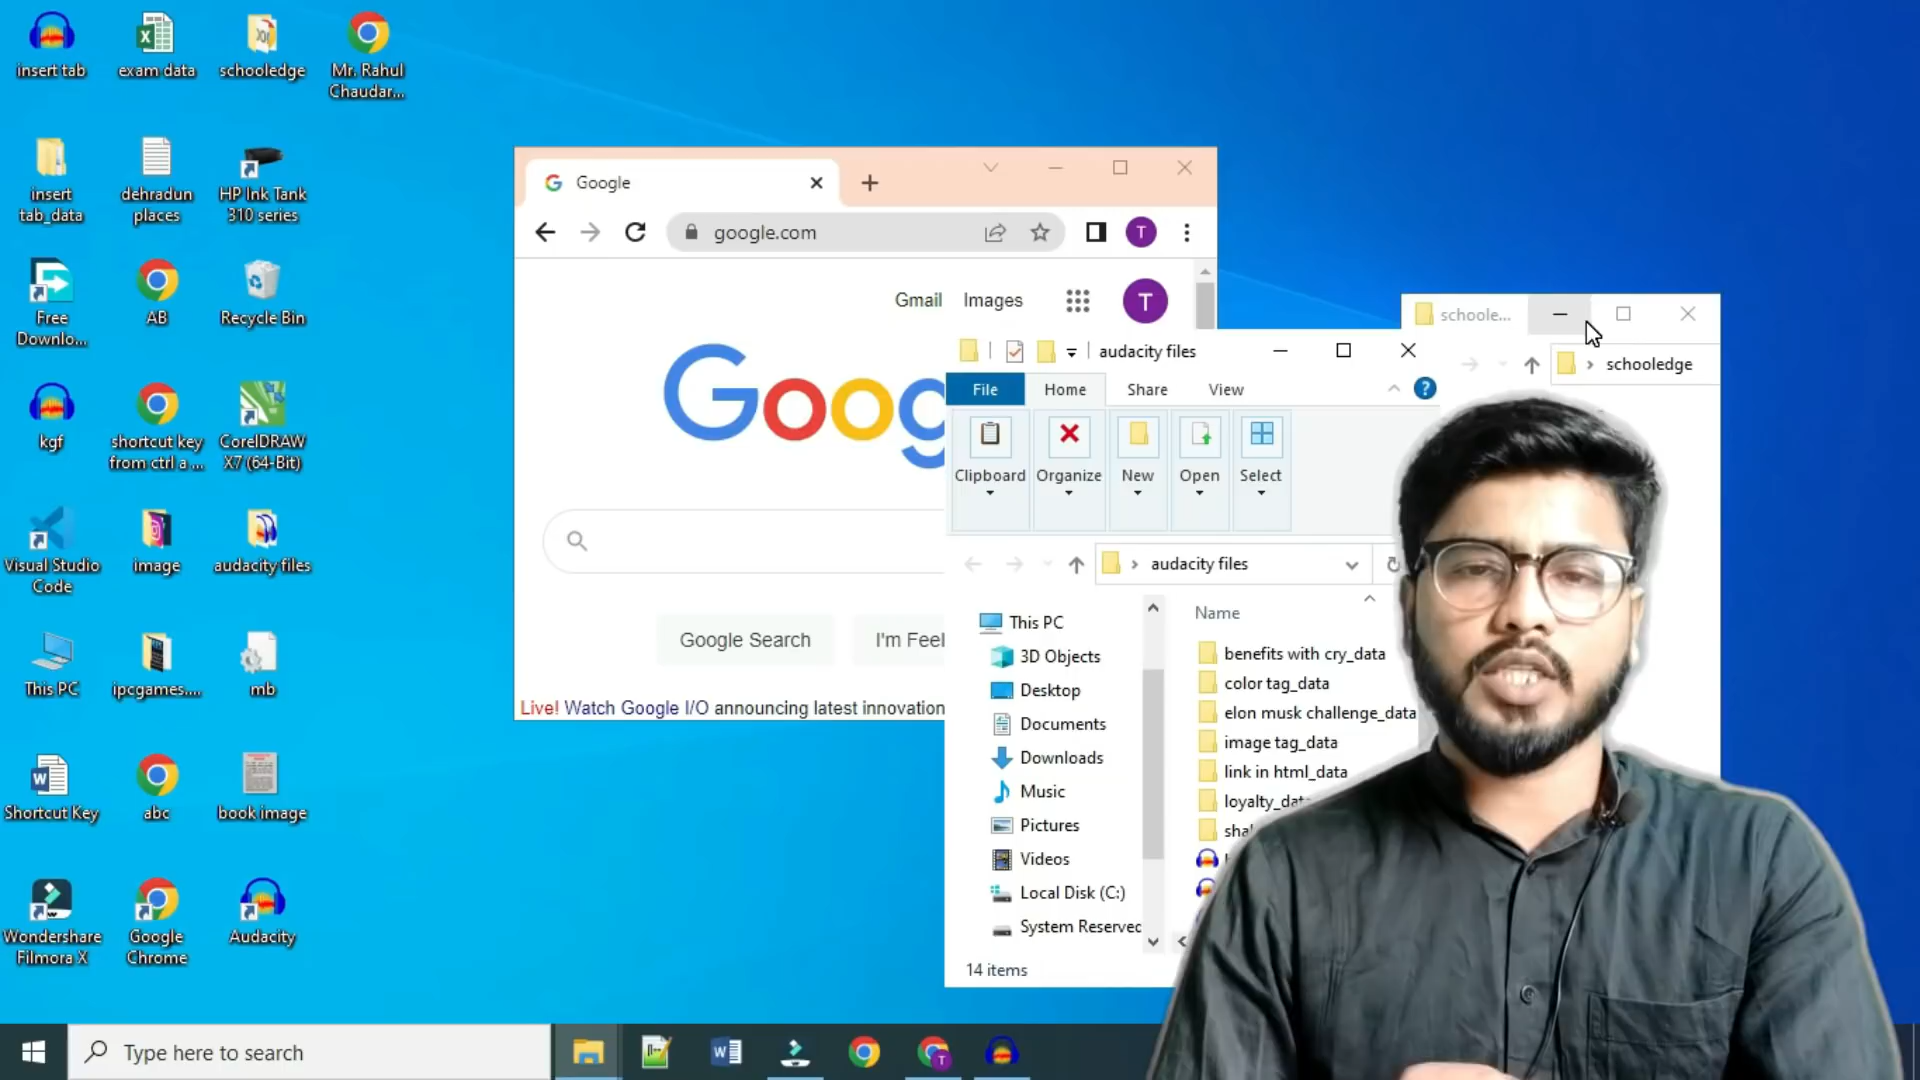 insert tab
exam data
schooledge
Mr. Rahul
Chaudar...
insert
tab_data
dehradun
places
HP Ink Tank
310 series
Free
Downlo...
AB
Recycle Bin
kgf
shortcut key
from ctrl a ...
CorelDRAW
X7 (64-Bit)
Visual Studio
Code
image
audacity files
This PC
ipcgames....
mb
Shortcut Key
abc
book image
Wondershare
Filmora X
Google
Chrome
Audacity
Google
google.com
T
Gmail
Images
T
Goog
Google Search
I'm Feel
Live! Watch Google I/O announcing latest innovation
schoole...
schooledge
audacity files
File
Home
Share
View
?
Clipboard
Organize
New
Open
Select
audacity files
This PC
3D Objects
Desktop
Documents
Downloads
Music
Pictures
Videos
Local Disk (C:)
System Reserved
Name
benefits with cry_data
color tag_data
elon musk challenge_data
image tag_data
link in html_data
loyalty_dat
14 items
Type here to search